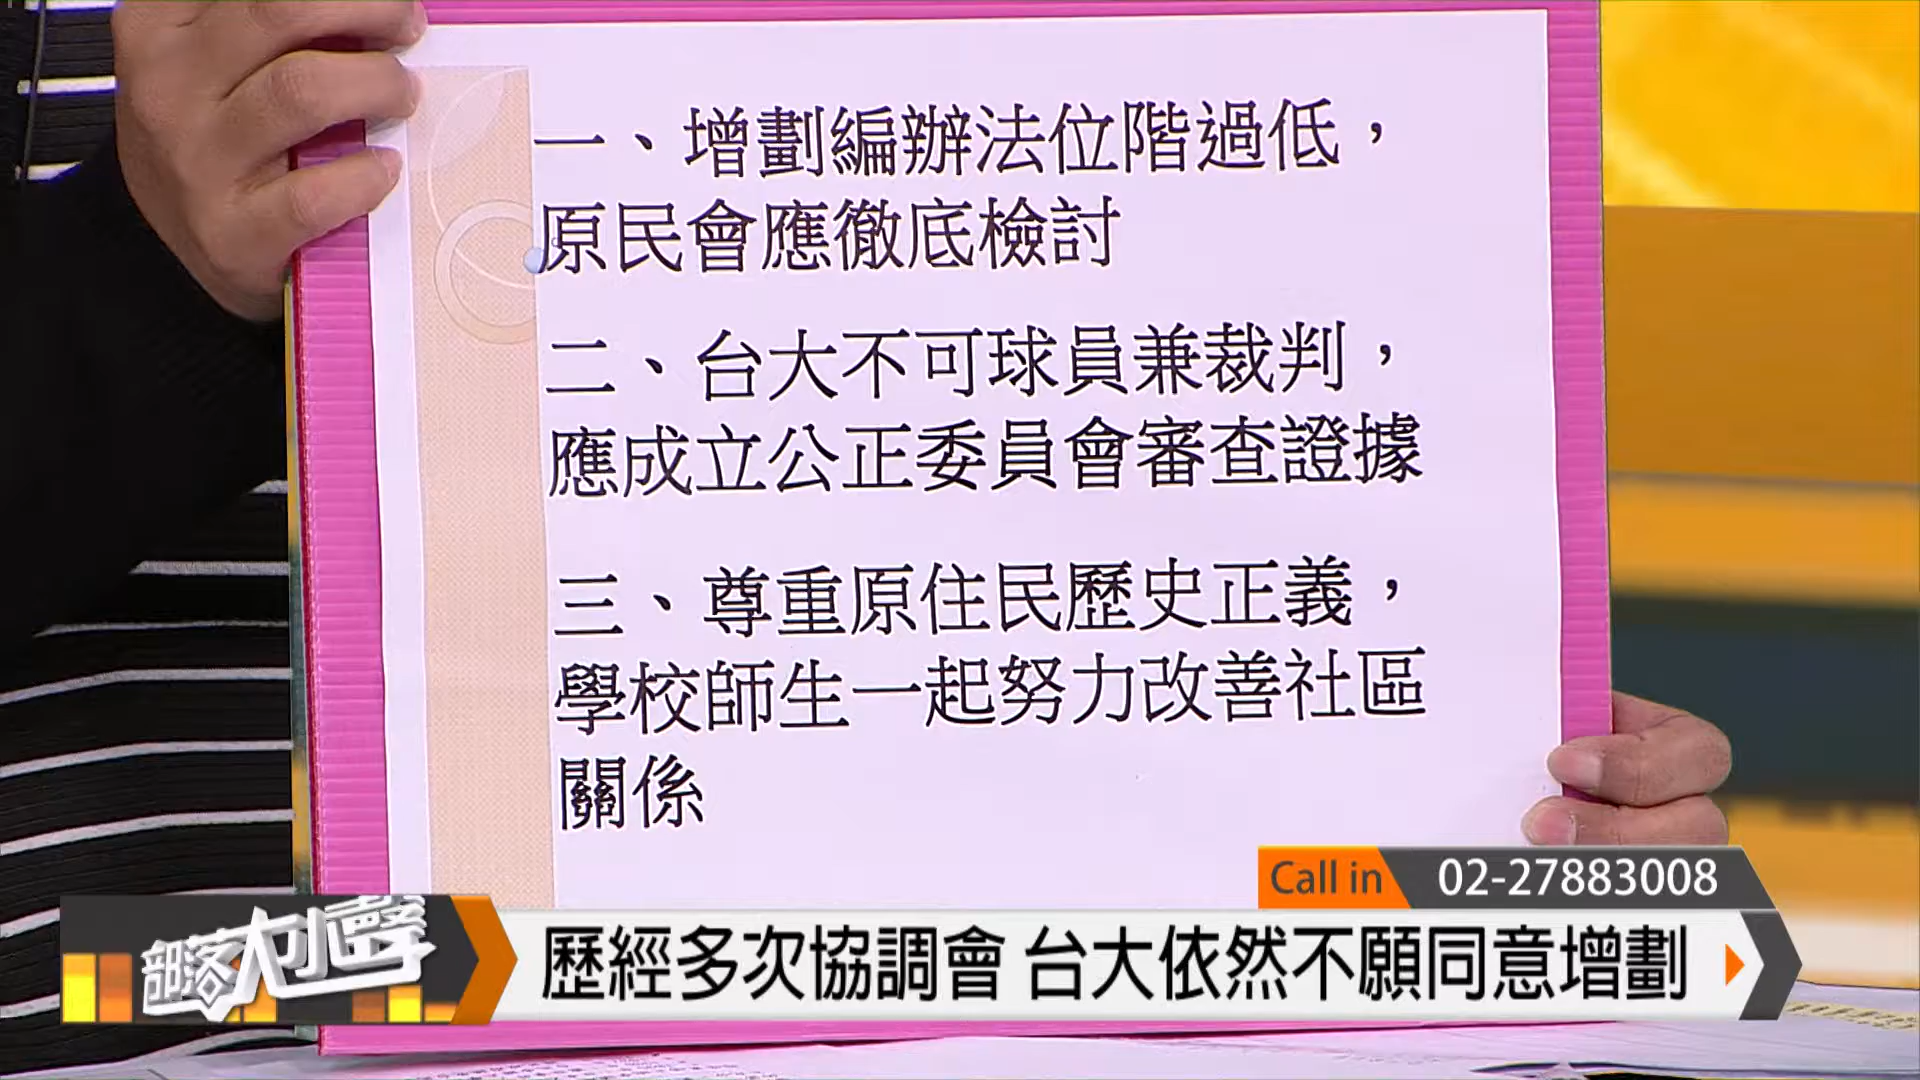 一、增劃編辦法位階過低，
原民會應徹底檢討
二、台大不可球員兼裁判，
應成立公正委員會審查證據
三、尊重原住民歷史正義，
學校師生一起努力改善社區
關係
Call in 02-27883008
部落大小聲
歷經多次協調會 台大依然不願同意增劃